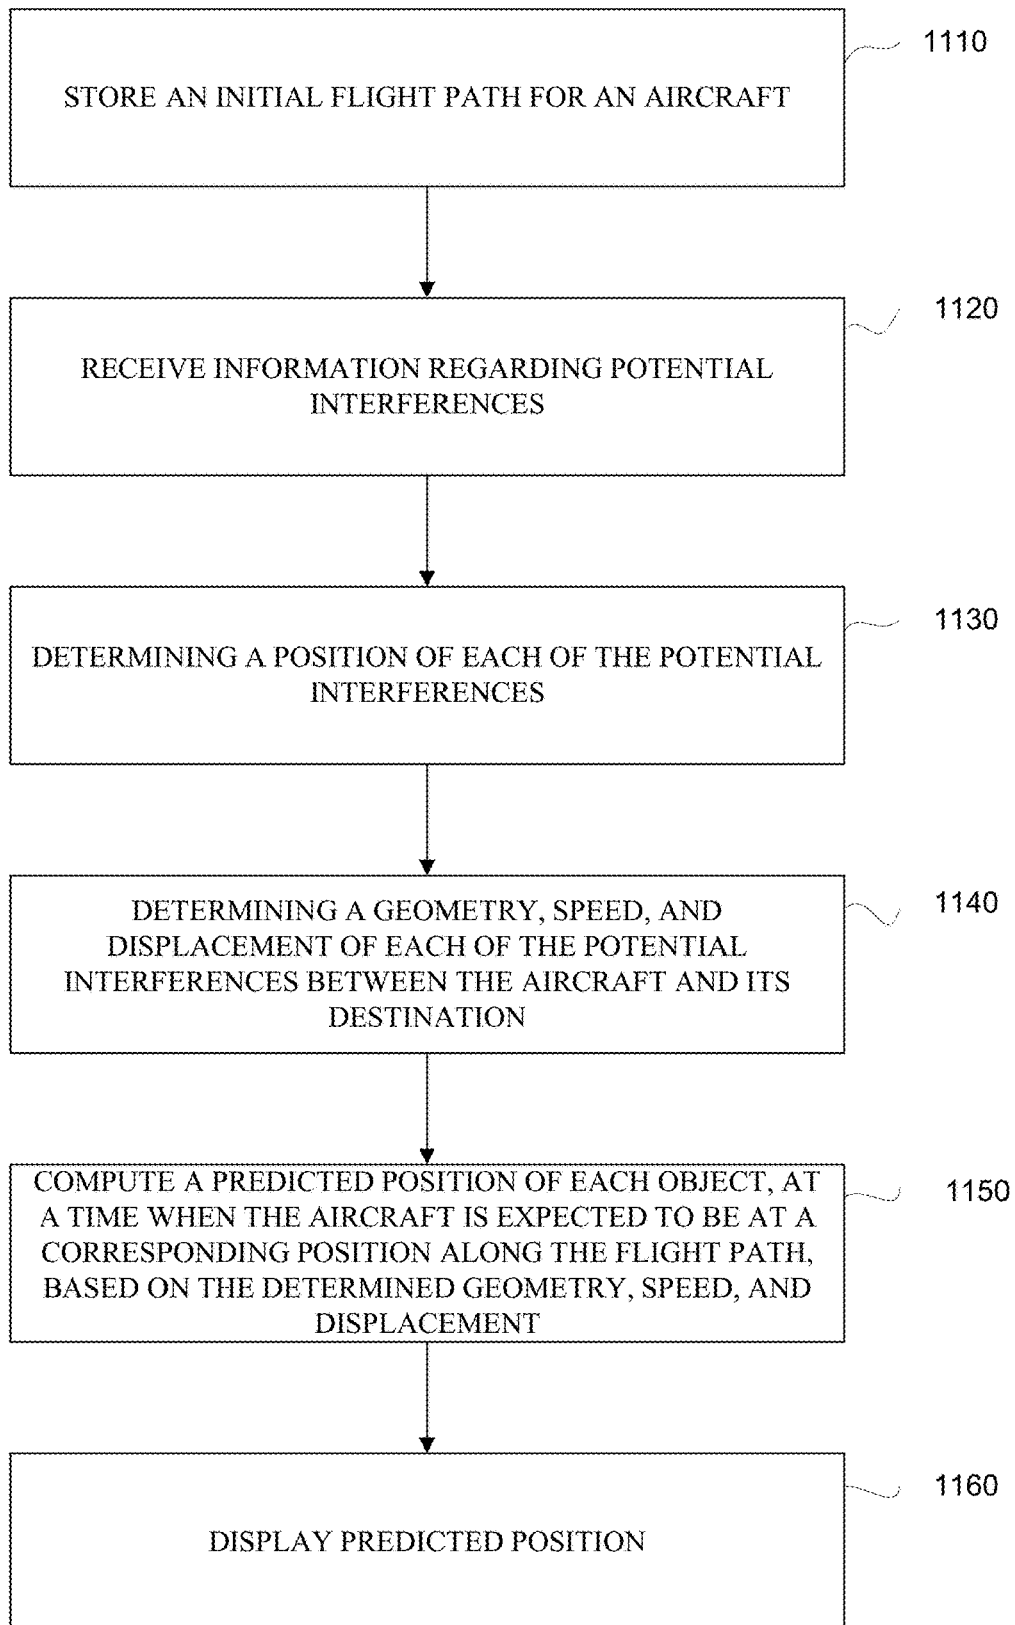 1110
STORE AN INITIAL FLIGHT PATH FOR AN AIRCRAFT
1120
RECEIVE INFORMATION REGARDING POTENTIAL
INTERFERENCES
1130
DETERMINING A POSITION OF EACH OF THE POTENTIAL
INTERFERENCES
1140
DETERMINING A GEOMETRY, SPEED, AND
DISPLACEMENT OF EACH OF THE POTENTIAL
INTERFERENCES BETWEEN THE AIRCRAFT AND ITS
DESTINATION
1150
COMPUTE A PREDICTED POSITION OF EACH OBJECT, AT
A TIME WHEN THE AIRCRAFT IS EXPECTED TO BE AT A
CORRESPONDING POSITION ALONG THE FLIGHT PATH,
BASED ON THE DETERMINED GEOMETRY, SPEED, AND
DISPLACEMENT
1160
DISPLAY PREDICTED POSITION